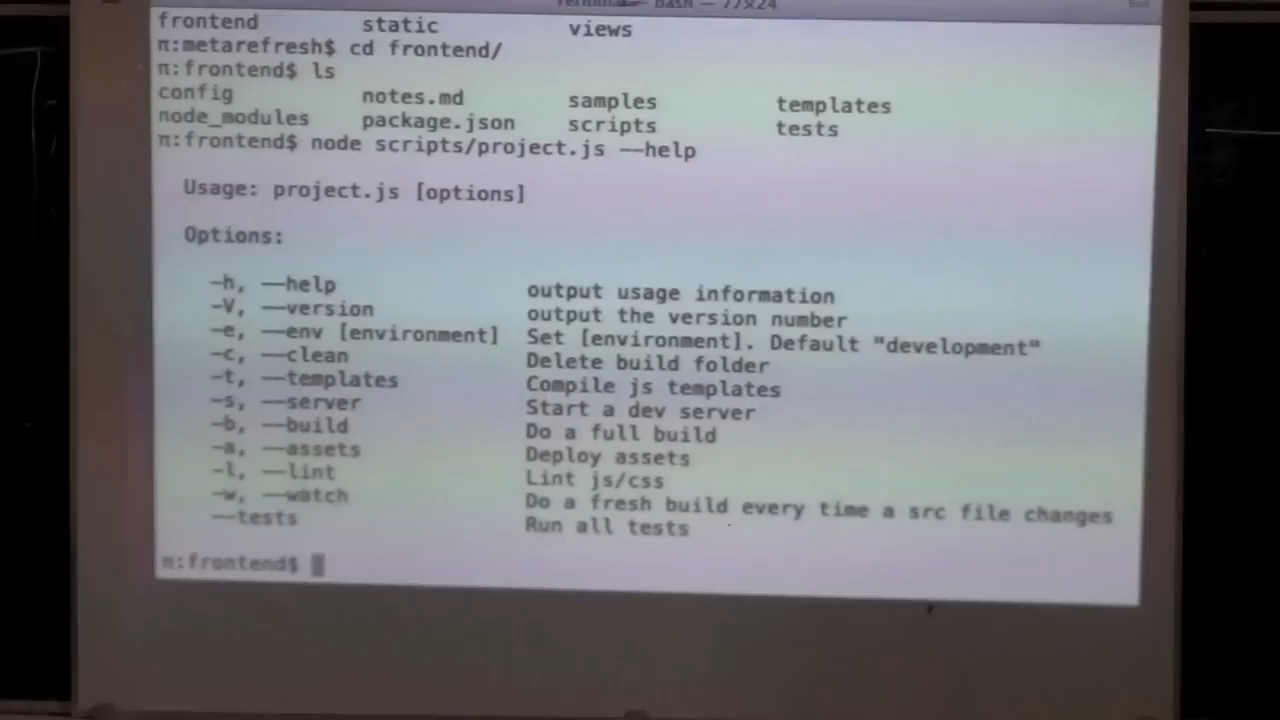 bash — 77×24
frontend static views
π:metarefresh$ cd frontend/
π:frontend$ ls
config notes.md samples templates
node_modules package.json scripts tests
π:frontend$ node scripts/project.js --help
Usage: project.js [options]
Options:
-h, --help output usage information
-V, --version output the version number
-e, --env [environment] Set [environment]. Default "development"
-c, --clean Delete build folder
-t, --templates Compile js templates
-s, --server Start a dev server
-b, --build Do a full build
-a, --assets Deploy assets
-l, --lint Lint js/css
-w, --watch Do a fresh build every time a src file changes
--tests Run all tests
π:frontend$